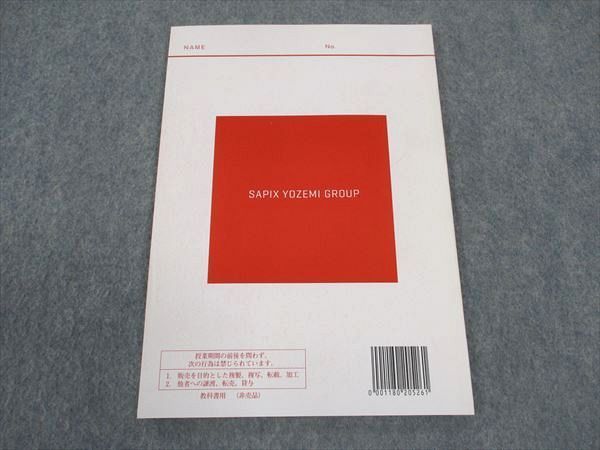 NAME No.
SAPIX YOZEMI GROUP
授業期間の前後を問わず、
次の行為は禁じられています。
1. 販売を目的とした複製、複写、転載、加工
2. 他者への譲渡、転売、貸与
教科書用 （非売品）
0 001180 205261